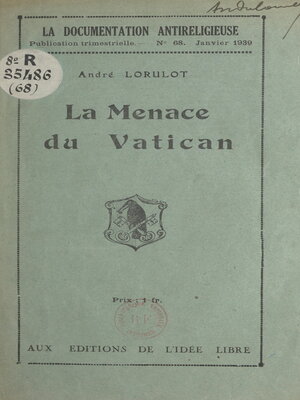 LA DOCUMENTATION ANTIRELIGIEUSE
Publication trimestrielle. — N° 68. Janvier 1939
8° R
35486
(68)
André LORULOT
La Menace
du Vatican
Prix : 1 fr.
AUX EDITIONS DE L'IDÉE LIBRE